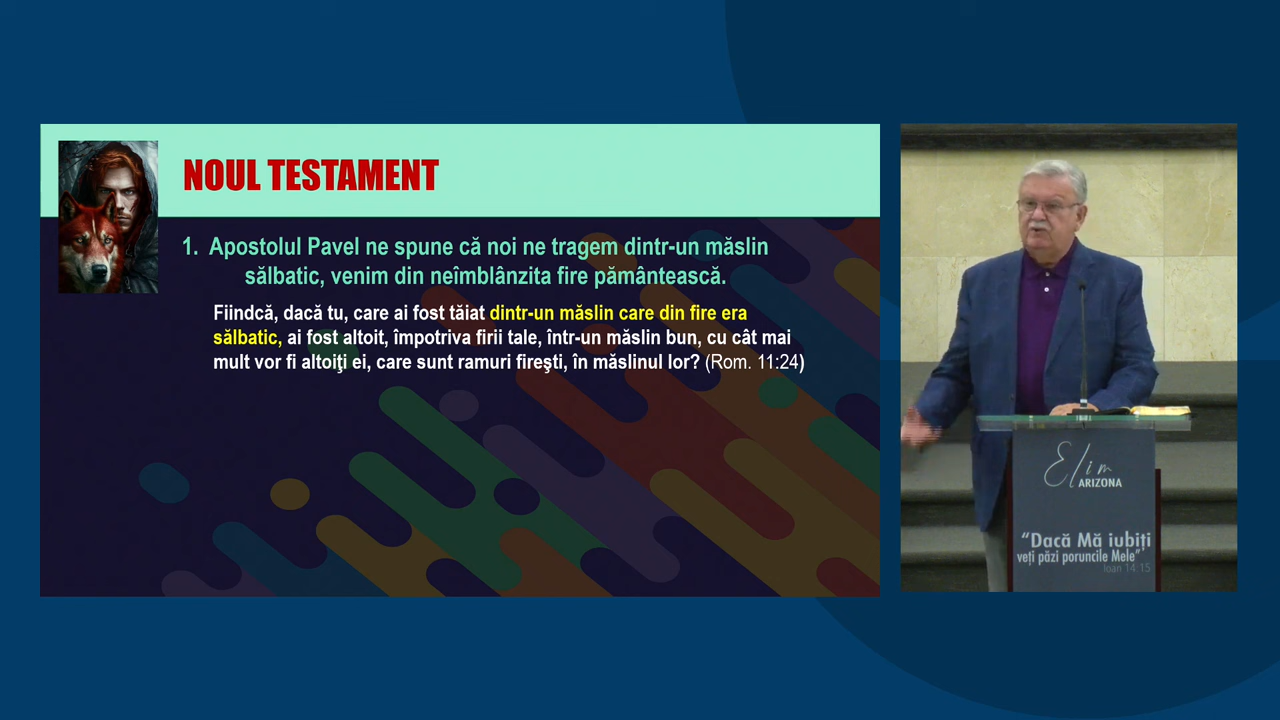 NOUL TESTAMENT
1. Apostolul Pavel ne spune că noi ne tragem dintr-un măslin
sălbatic, venim din neîmblânzita fire pământească.
Fiindcă, dacă tu, care ai fost tăiat dintr-un măslin care din fire era
sălbatic, ai fost altoit, împotriva firii tale, într-un măslin bun, cu cât mai
mult vor fi altoiţi ei, care sunt ramuri fireşti, în măslinul lor? (Rom. 11:24)
Elim
ARIZONA
“Dacă Mă iubiți
veți păzi poruncile Mele”
Ioan 14:15